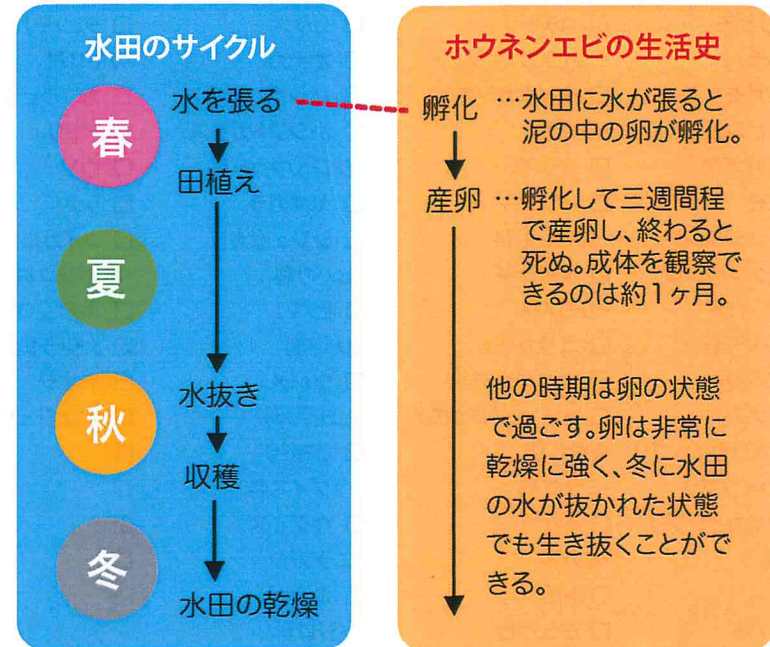 水田のサイクル
春
水を張る
田植え
夏
秋
水抜き
収穫
冬
水田の乾燥
ホウネンエビの生活史
孵化 …水田に水が張ると
泥の中の卵が孵化。
産卵 …孵化して三週間程
で産卵し、終わると
死ぬ。成体を観察で
きるのは約1ヶ月。
他の時期は卵の状態
で過ごす。卵は非常に
乾燥に強く、冬に水田
の水が抜かれた状態
でも生き抜くことがで
きる。